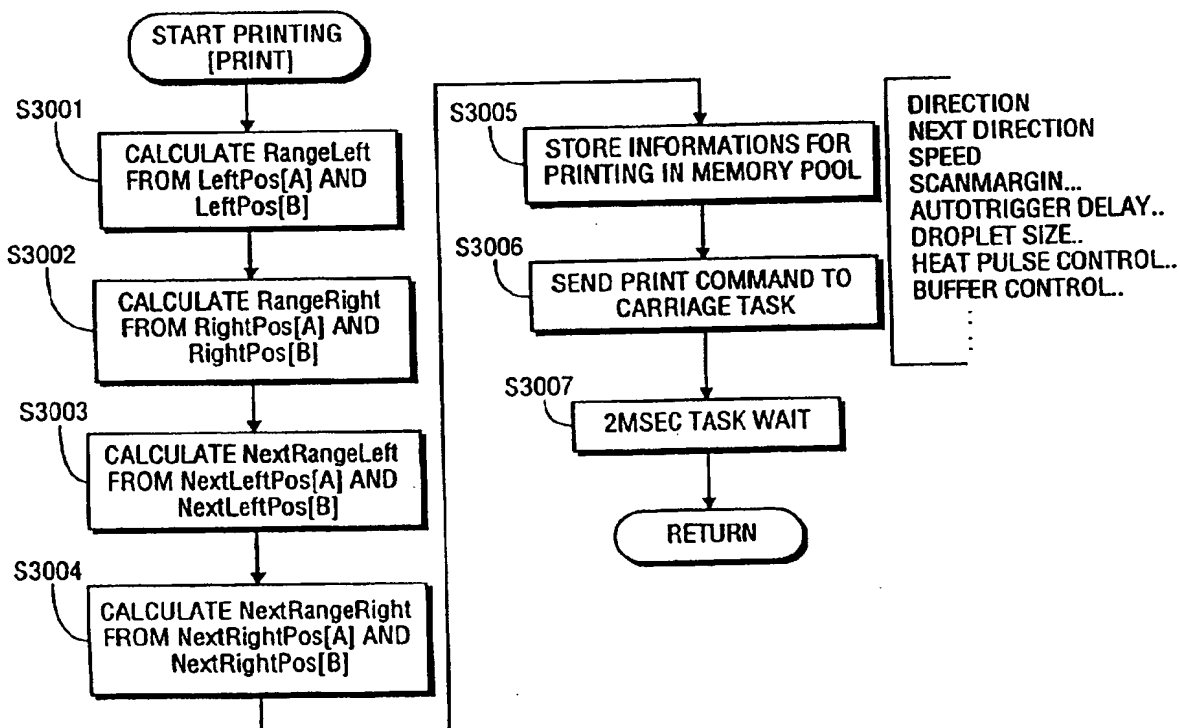 START PRINTING
[PRINT]
S3001
CALCULATE RangeLeft
FROM LeftPos[A] AND
LeftPos[B]
S3002
CALCULATE RangeRight
FROM RightPos[A] AND
RightPos[B]
S3003
CALCULATE NextRangeLeft
FROM NextLeftPos[A] AND
NextLeftPos[B]
S3004
CALCULATE NextRangeRight
FROM NextRightPos[A] AND
NextRightPos[B]
S3005
STORE INFORMATIONS FOR
PRINTING IN MEMORY POOL
DIRECTION
NEXT DIRECTION
SPEED
SCANMARGIN...
AUTOTRIGGER DELAY..
DROPLET SIZE..
HEAT PULSE CONTROL..
BUFFER CONTROL..
S3006
SEND PRINT COMMAND TO
CARRIAGE TASK
S3007
2MSEC TASK WAIT
RETURN